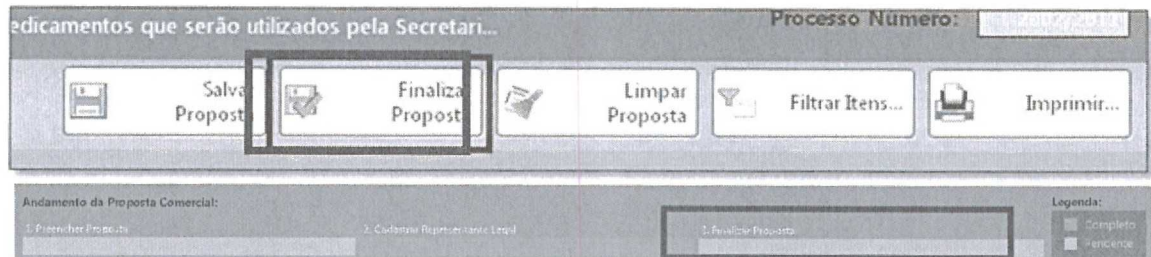 edicamentos que serão utilizados pela Secretari...
Processo Número:
Salva
Propost
Finaliza
Propost
Limpar
Proposta
Filtrar Itens...
Imprimir...
Andamento da Proposta Comercial:
Legenda:
1. Preencher Proposta
2. Cadastrar Representante Legal
3. Finalizar Proposta
Completo
Pendente